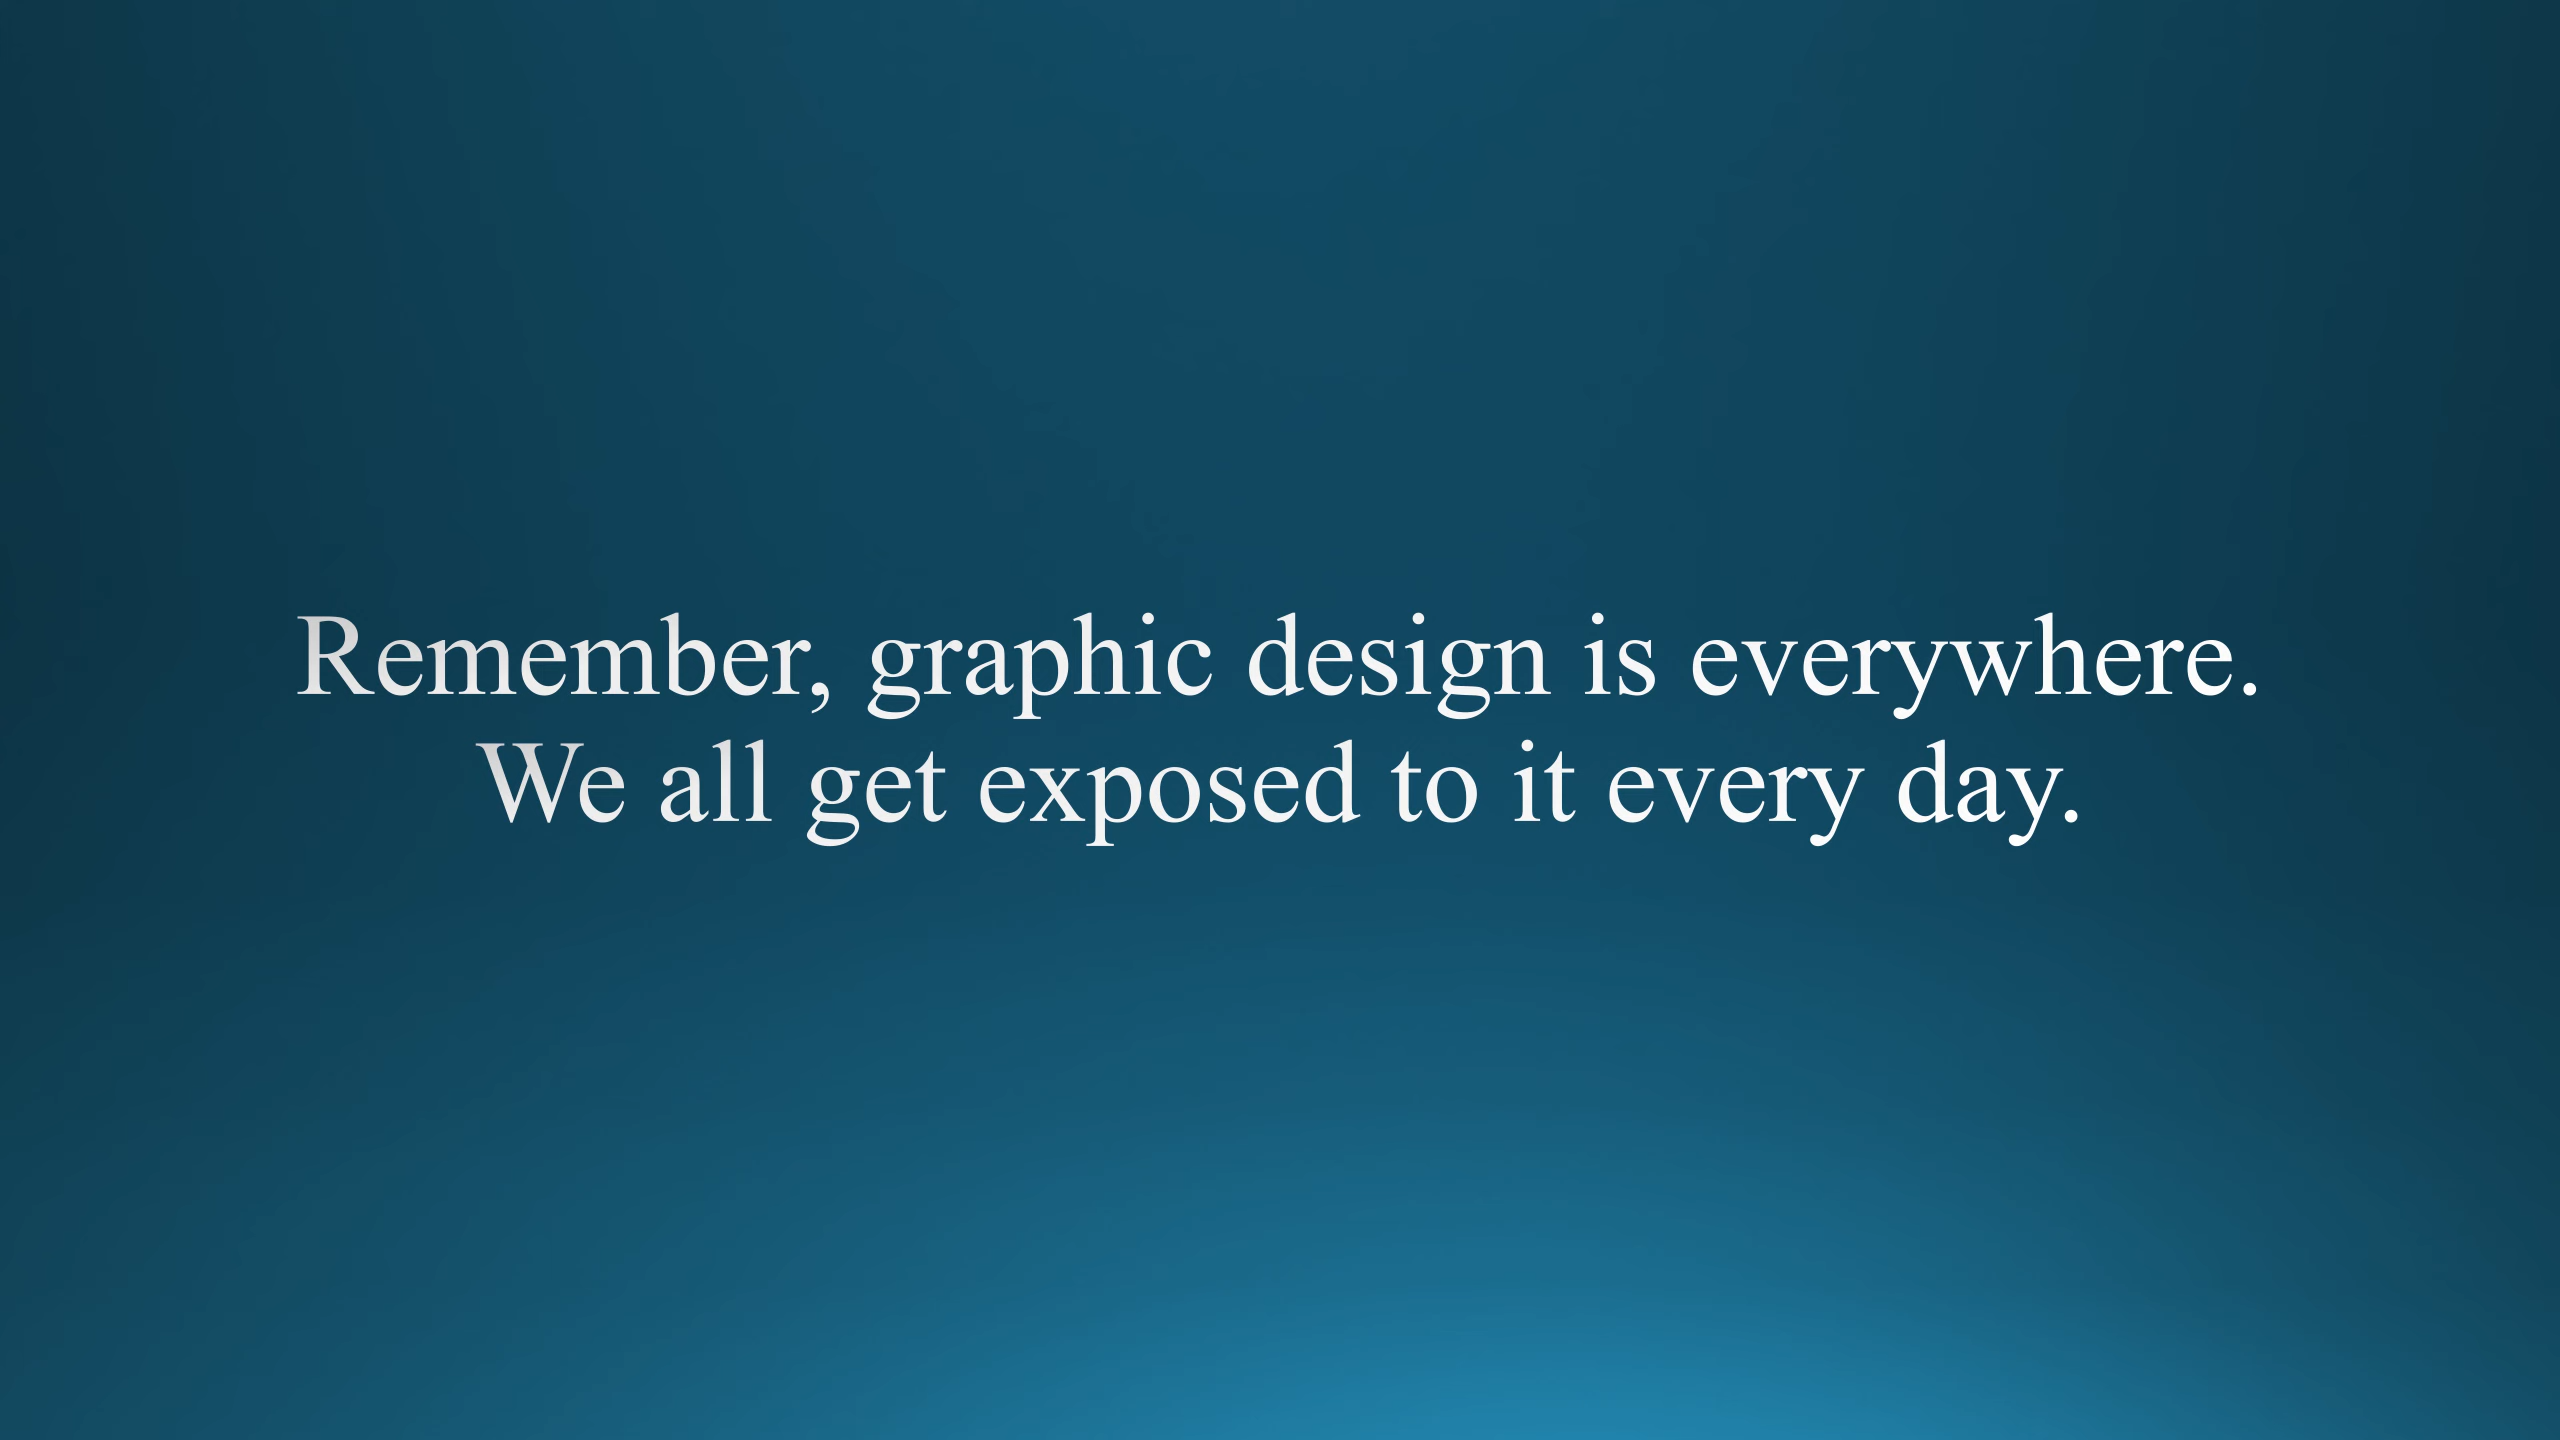 Remember, graphic design is everywhere.
We all get exposed to it every day.